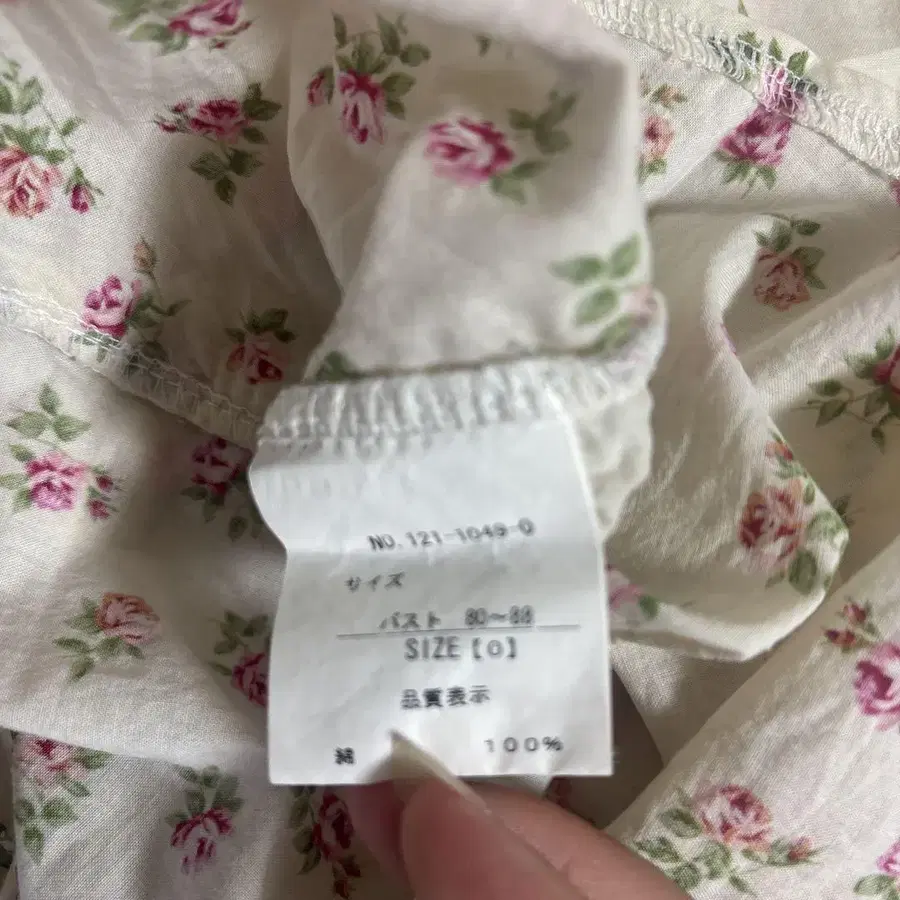 NO.121-1049-0
サイズ
バスト 80〜88
SIZE【0】
品質表示
綿 100%